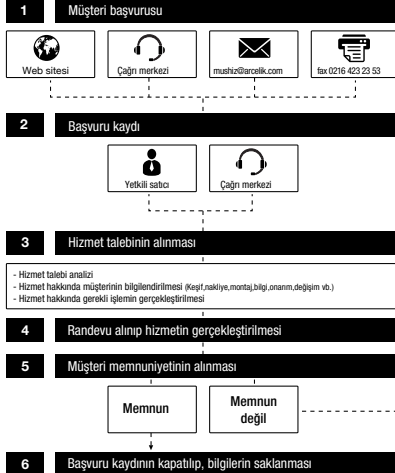 1 Müşteri başvurusu
Web sitesi
Çağrı merkezi
mushiz@arcelik.com
fax 0216 423 23 53
2 Başvuru kaydı
Yetkili satıcı
Çağrı merkezi
3 Hizmet talebinin alınması
- Hizmet talebi analizi
- Hizmet hakkında müşterinin bilgilendirilmesi (Keşif,nakliye,montaj,bilgi,onarım,değişim vb.)
- Hizmet hakkında gerekli işlemin gerçekleştirilmesi
4 Randevu alınıp hizmetin gerçekleştirilmesi
5 Müşteri memnuniyetinin alınması
Memnun
Memnun
değil
6 Başvuru kaydının kapatılıp, bilgilerin saklanması